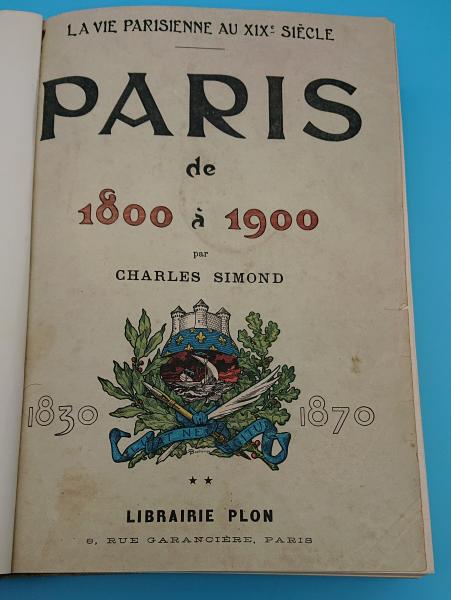 LA VIE PARISIENNE AU XIXe SIÈCLE
PARIS
de
1800 à 1900
par
CHARLES SIMOND
1830 1870
NEC
LIBRAIRIE PLON
8, RUE GARANCIÈRE, PARIS